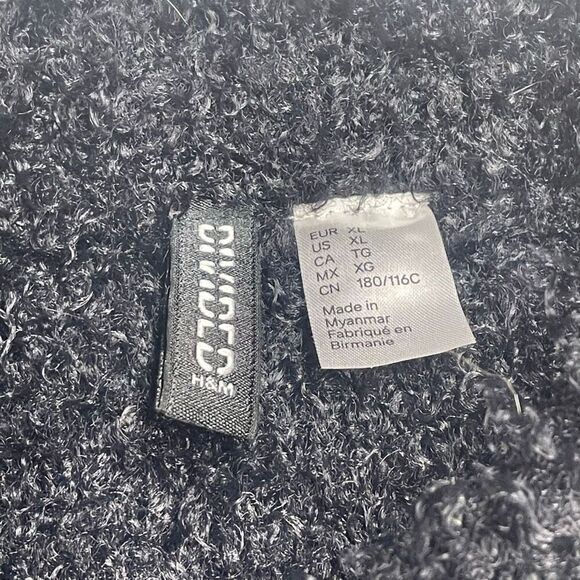 DIVIDED
H&M
EUR XL
US XL
CA TG
MX XG
CN 180/116C
Made in
Myanmar
Fabriqué en
Birmanie